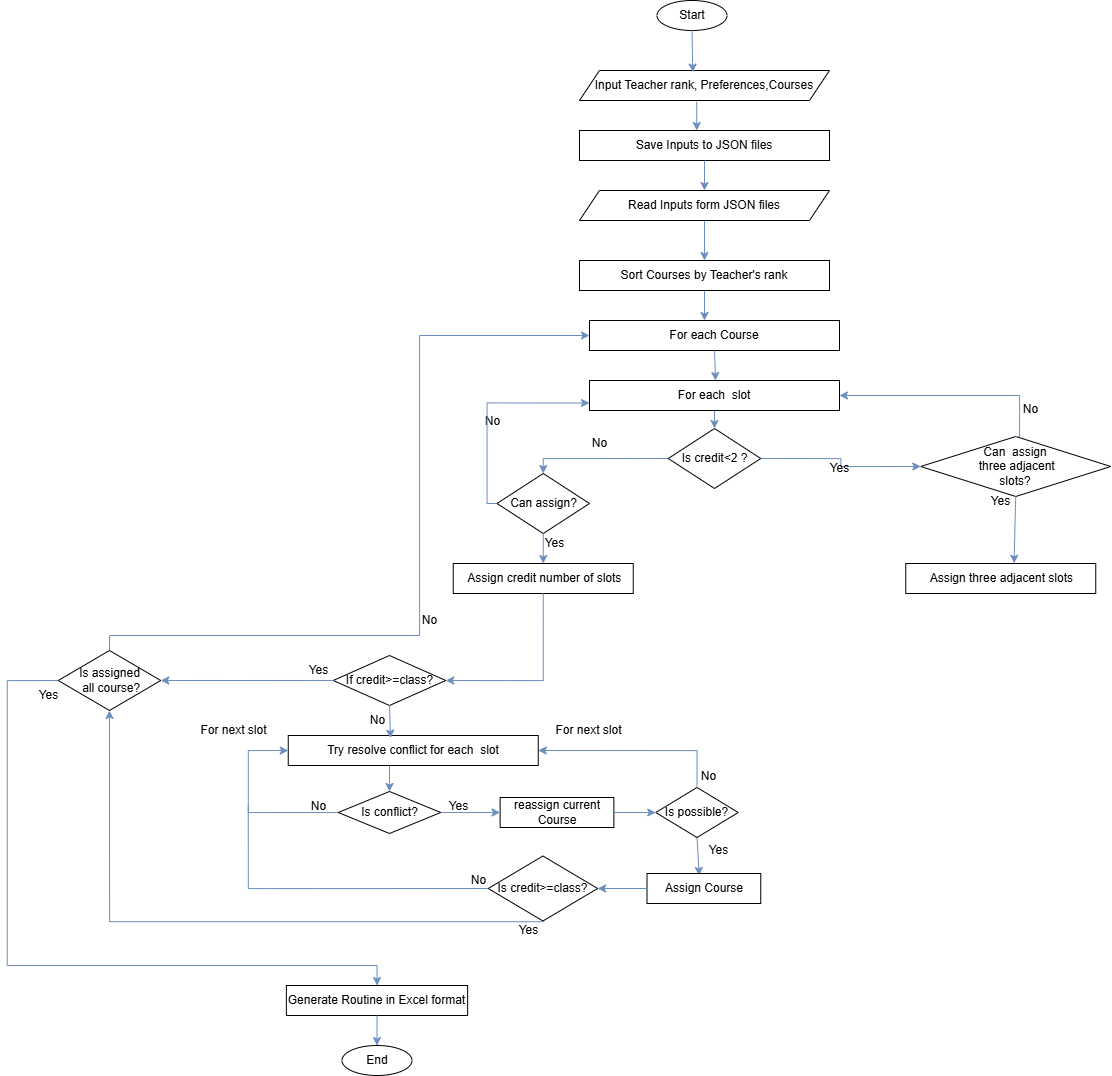 Start
Input Teacher rank, Preferences,Courses
Save Inputs to JSON files
Read Inputs form JSON files
Sort Courses by Teacher's rank
For each Course
For each  slot
No
No
No
Is credit<2 ?
Yes
Can  assign
three adjacent
slots?
Can assign?
Yes
Yes
Assign credit number of slots
Assign three adjacent slots
No
Is assigned
all course?
Yes
Yes
If credit>=class?
No
For next slot
For next slot
Try resolve conflict for each  slot
No
Is conflict?
No
Yes
reassign current
Course
Is possible?
Yes
Is credit>=class?
No
Assign Course
Yes
Generate Routine in Excel format
End